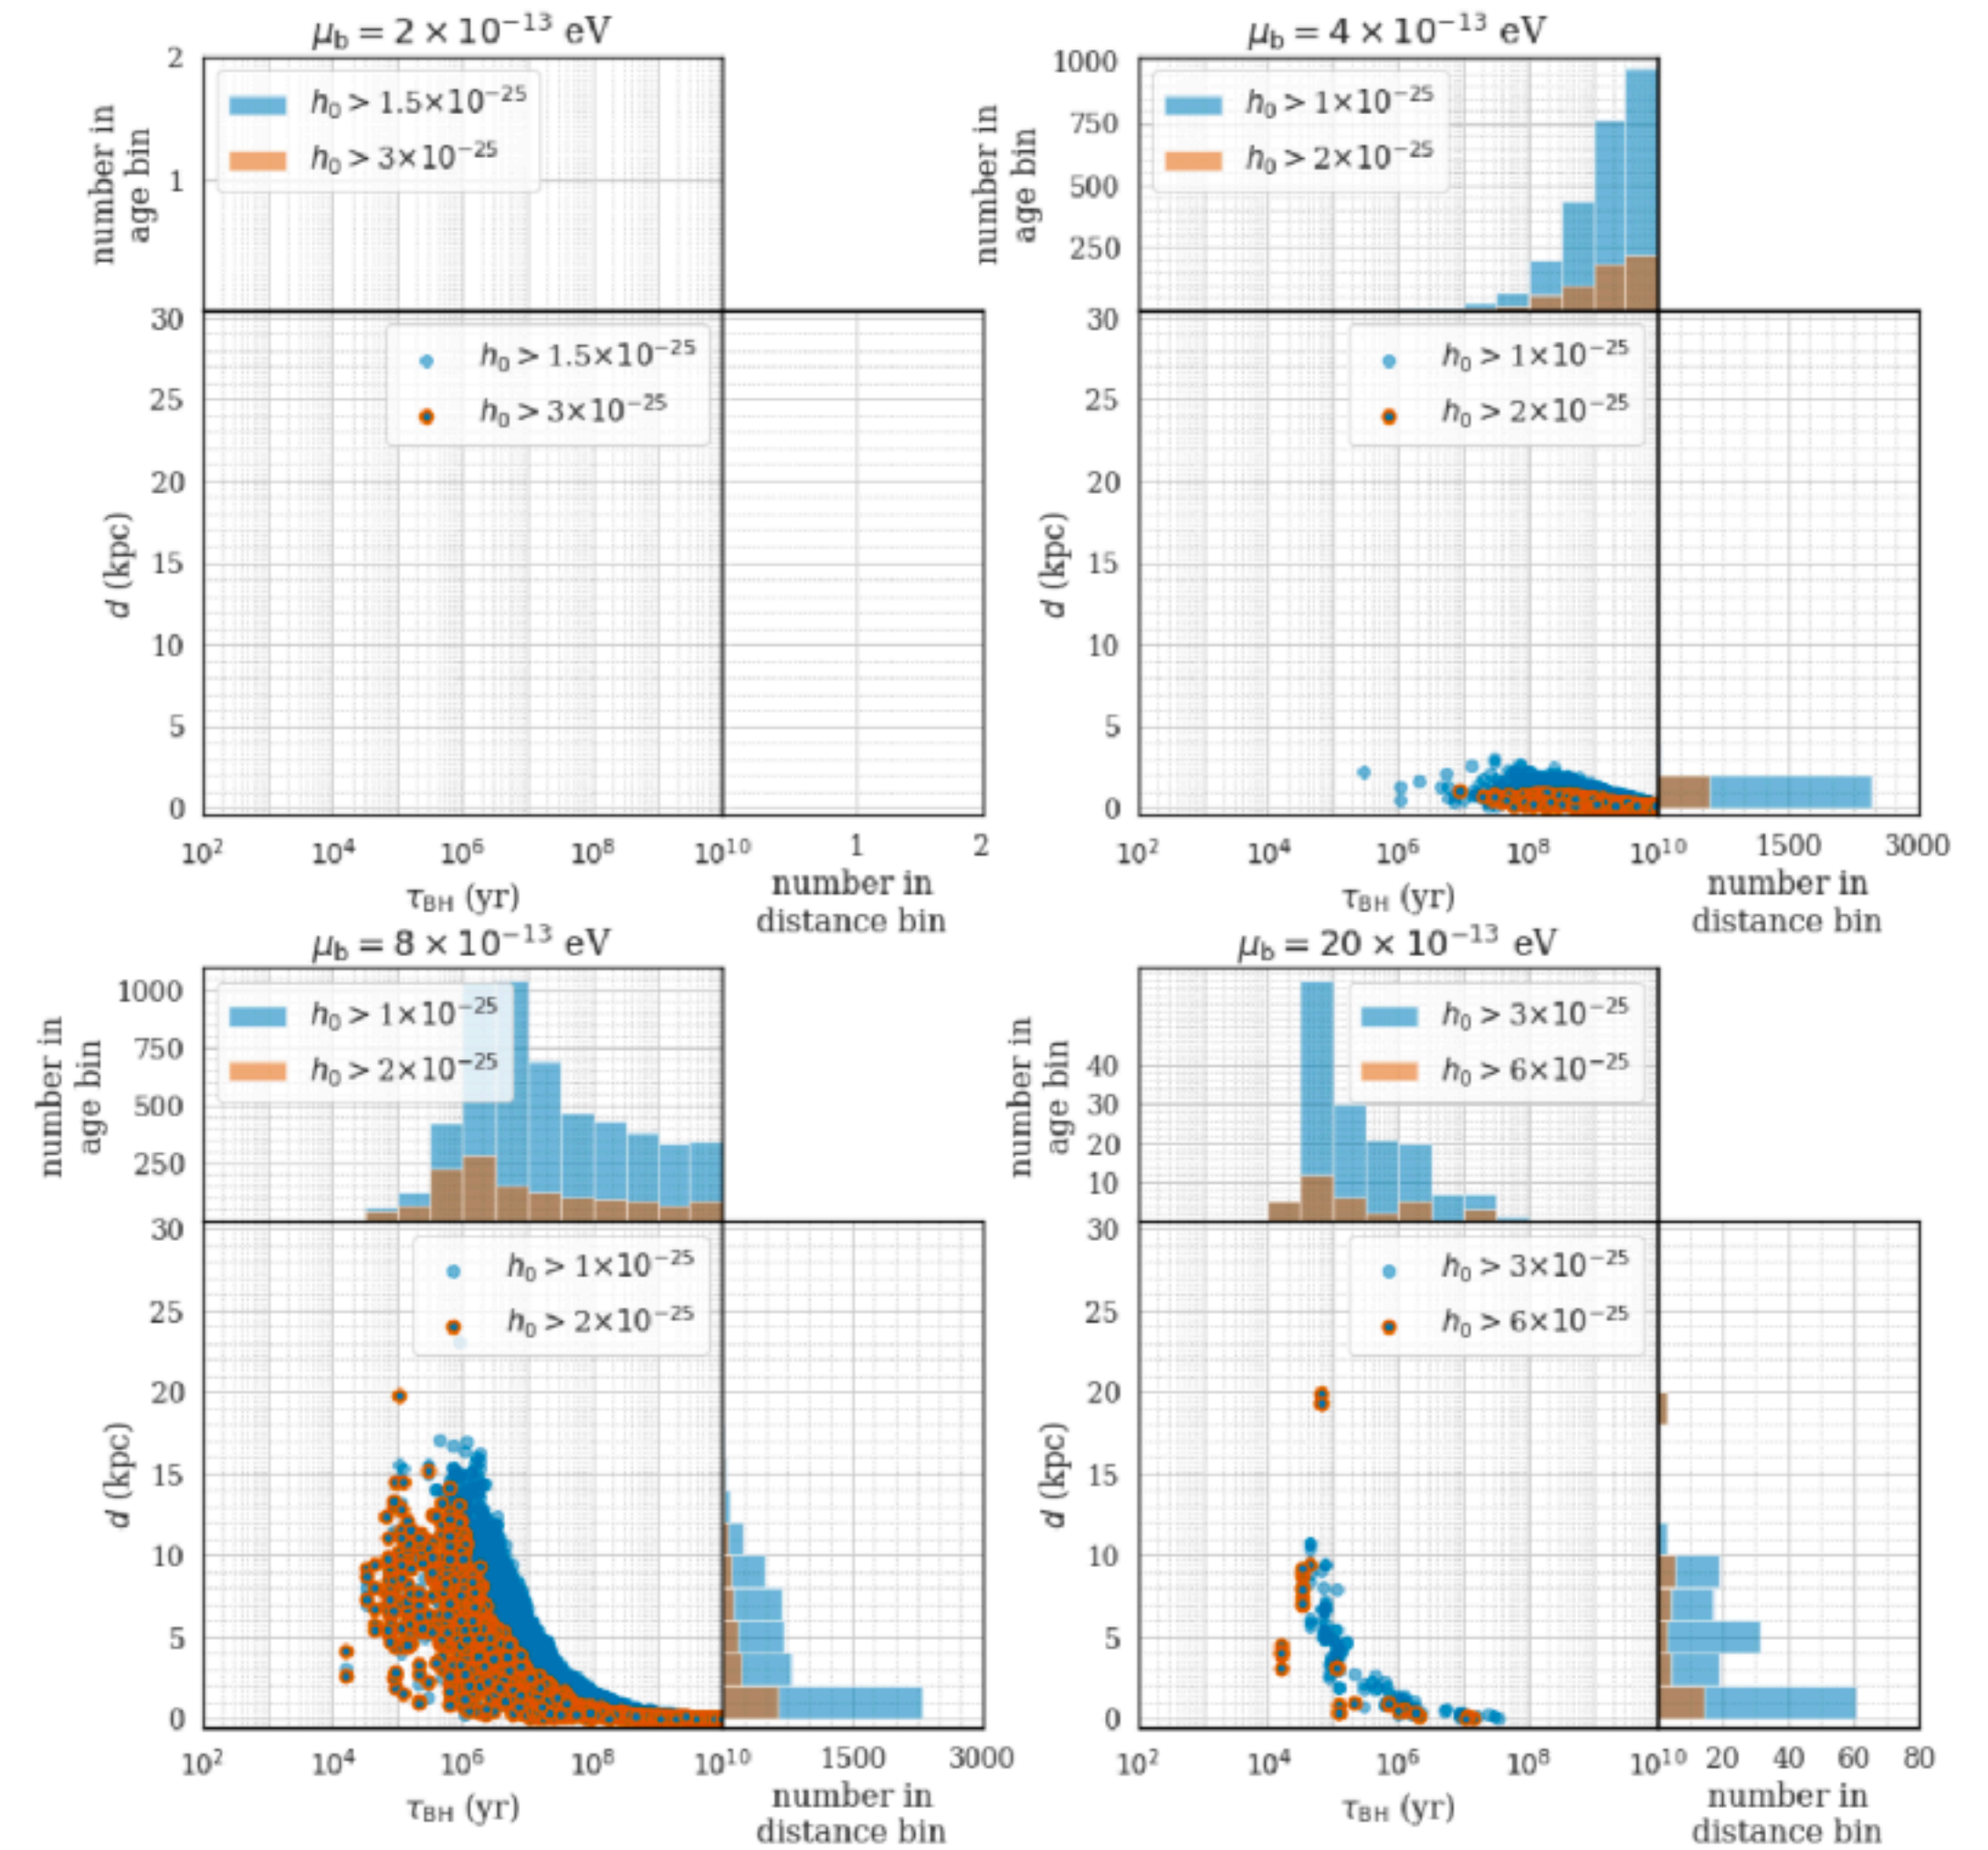 μb = 2 × 10⁻¹³ eV
2
1
number in
age bin
h₀ > 1.5×10⁻²⁵
h₀ > 3×10⁻²⁵
30
25
20
15
10
5
0
d (kpc)
h₀ > 1.5×10⁻²⁵
h₀ > 3×10⁻²⁵
10² 10⁴ 10⁶ 10⁸ 10¹⁰ 1 2
τBH (yr)
number in
distance bin
μb = 4 × 10⁻¹³ eV
1000
750
500
250
number in
age bin
h₀ > 1×10⁻²⁵
h₀ > 2×10⁻²⁵
30
25
20
15
10
5
0
d (kpc)
h₀ > 1×10⁻²⁵
h₀ > 2×10⁻²⁵
10² 10⁴ 10⁶ 10⁸ 10¹⁰ 1500 3000
τBH (yr)
number in
distance bin
μb = 8 × 10⁻¹³ eV
1000
750
500
250
number in
age bin
h₀ > 1×10⁻²⁵
h₀ > 2×10⁻²⁵
30
25
20
15
10
5
0
d (kpc)
h₀ > 1×10⁻²⁵
h₀ > 2×10⁻²⁵
10² 10⁴ 10⁶ 10⁸ 10¹⁰ 1500 3000
τBH (yr)
number in
distance bin
μb = 20 × 10⁻¹³ eV
40
30
20
10
number in
age bin
h₀ > 3×10⁻²⁵
h₀ > 6×10⁻²⁵
30
25
20
15
10
5
0
d (kpc)
h₀ > 3×10⁻²⁵
h₀ > 6×10⁻²⁵
10² 10⁴ 10⁶ 10⁸ 10¹⁰ 20 40 60 80
τBH (yr)
number in
distance bin